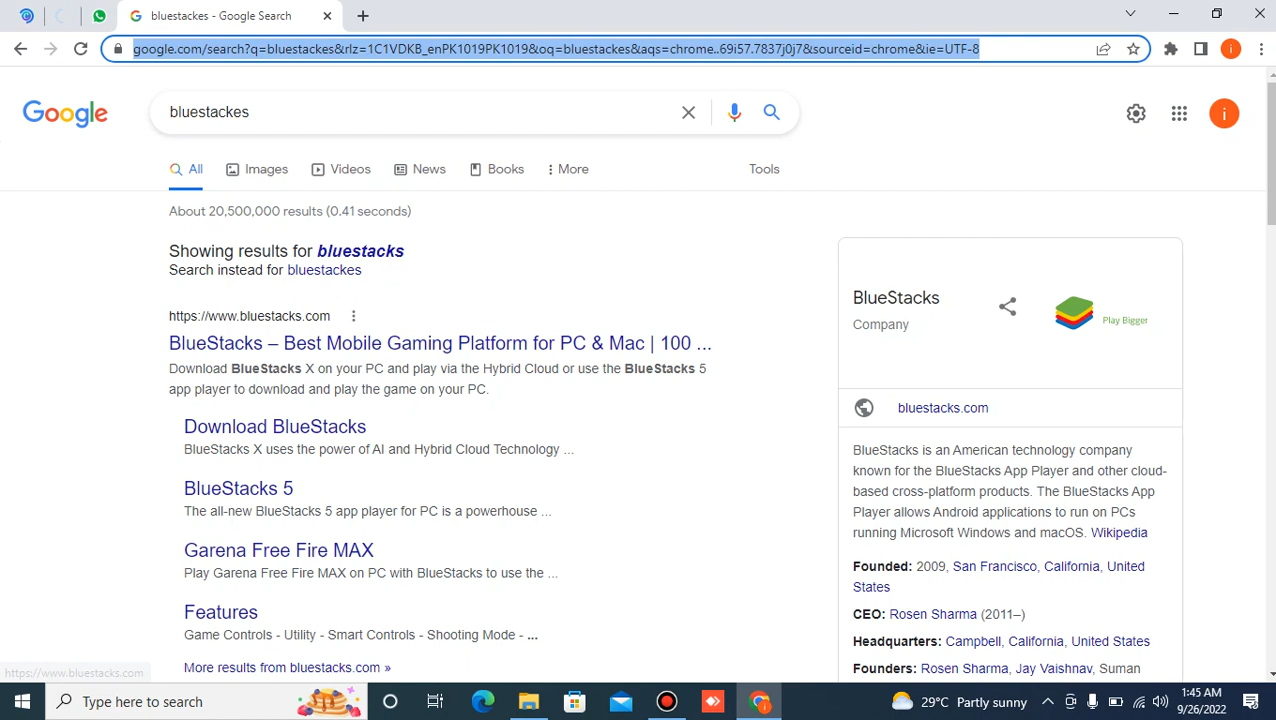 bluestackes - Google Search
google.com/search?q=bluestackes&rlz=1C1VDKB_enPK1019PK1019&oq=bluestackes&aqs=chrome..69i57.7837j0j7&sourceid=chrome&ie=UTF-8
i
Google
bluestackes
i
All
Images
Videos
News
Books
More
Tools
About 20,500,000 results (0.41 seconds)
Showing results for bluestacks
Search instead for bluestackes
https://www.bluestacks.com
BlueStacks – Best Mobile Gaming Platform for PC & Mac | 100 ...
Download BlueStacks X on your PC and play via the Hybrid Cloud or use the BlueStacks 5
app player to download and play the game on your PC.
Download BlueStacks
BlueStacks X uses the power of AI and Hybrid Cloud Technology ...
BlueStacks 5
The all-new BlueStacks 5 app player for PC is a powerhouse ...
Garena Free Fire MAX
Play Garena Free Fire MAX on PC with BlueStacks to use the ...
Features
Game Controls - Utility - Smart Controls - Shooting Mode - ...
More results from bluestacks.com »
BlueStacks
Company
Play Bigger
bluestacks.com
BlueStacks is an American technology company
known for the BlueStacks App Player and other cloud-
based cross-platform products. The BlueStacks App
Player allows Android applications to run on PCs
running Microsoft Windows and macOS. Wikipedia
Founded: 2009, San Francisco, California, United
States
CEO: Rosen Sharma (2011–)
Headquarters: Campbell, California, United States
Founders: Rosen Sharma, Jay Vaishnav, Suman
https://www.bluestacks.com
Type here to search
29°C Partly sunny
1:45 AM
9/26/2022